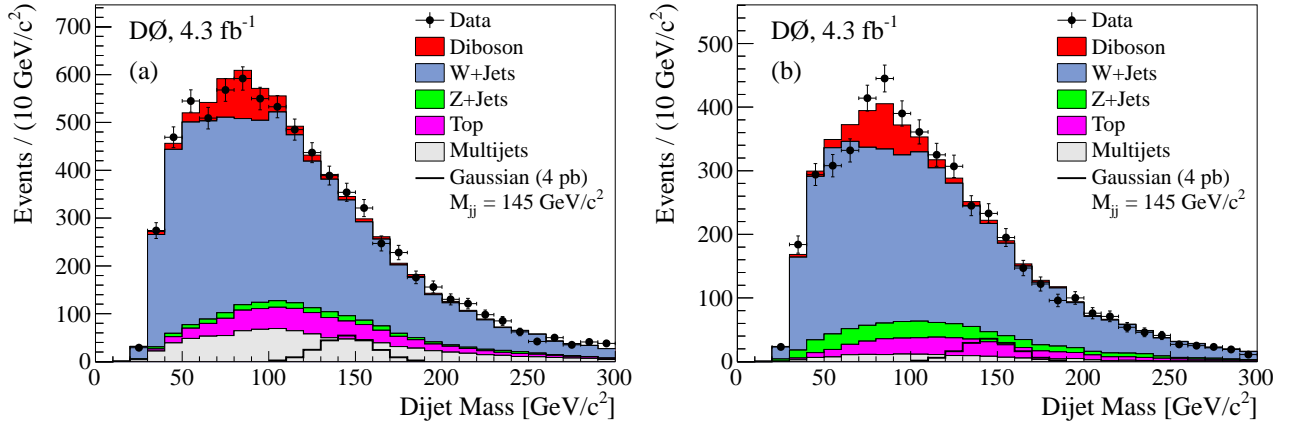 Events / (10 GeV/c²)
700
600
500
400
300
200
100
0
DØ, 4.3 fb⁻¹
(a)
Data
Diboson
W+Jets
Z+Jets
Top
Multijets
Gaussian (4 pb)
M_jj = 145 GeV/c²
0 50 100 150 200 250 300
Dijet Mass [GeV/c²]
Events / (10 GeV/c²)
500
400
300
200
100
0
DØ, 4.3 fb⁻¹
(b)
Data
Diboson
W+Jets
Z+Jets
Top
Multijets
Gaussian (4 pb)
M_jj = 145 GeV/c²
0 50 100 150 200 250 300
Dijet Mass [GeV/c²]